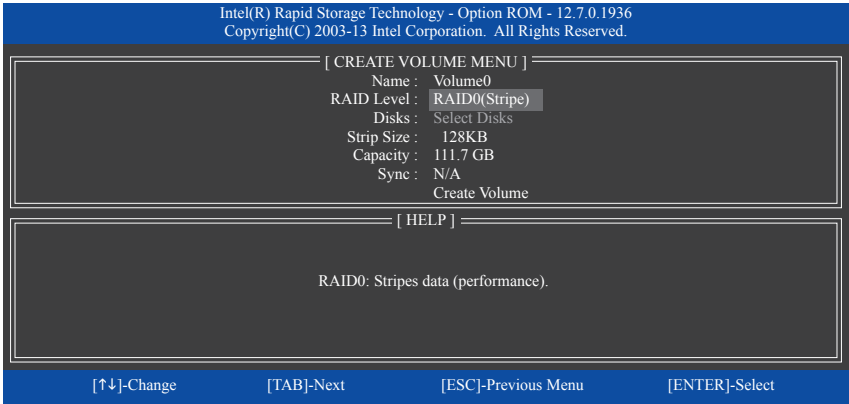 Intel(R) Rapid Storage Technology - Option ROM - 12.7.0.1936
Copyright(C) 2003-13 Intel Corporation. All Rights Reserved.
[ CREATE VOLUME MENU ]
Name : Volume0
RAID Level : RAID0(Stripe)
Disks : Select Disks
Strip Size : 128KB
Capacity : 111.7 GB
Sync : N/A
Create Volume
[ HELP ]
RAID0: Stripes data (performance).
[↑↓]-Change [TAB]-Next [ESC]-Previous Menu [ENTER]-Select